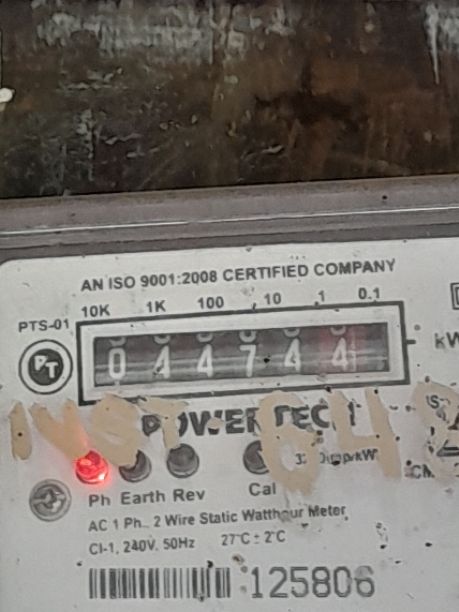 AN ISO 9001:2008 CERTIFIED COMPANY
10K 1K 100 10 1 0.1
PTS-01
PT
0 4 4 7 4 4
POWERTECH
Ph Earth Rev Cal
AC 1 Ph.. 2 Wire Static Watthour Meter
Cl-1, 240V. 50Hz 27°C ± 2°C
125806